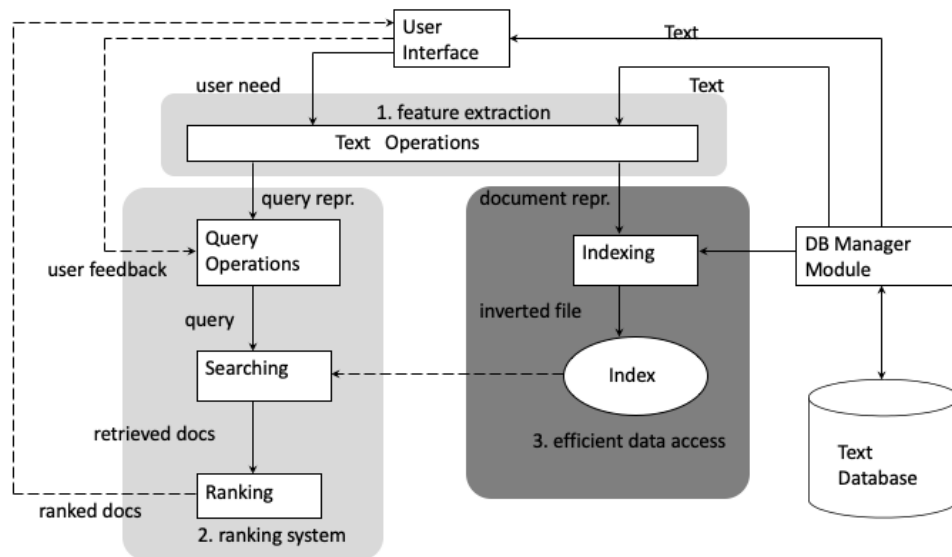 User
Interface
Text
user need
Text
1. feature extraction
Text Operations
query repr.
document repr.
Query
Operations
Indexing
DB Manager
Module
user feedback
query
inverted file
Searching
Index
retrieved docs
3. efficient data access
Text
Database
Ranking
ranked docs
2. ranking system